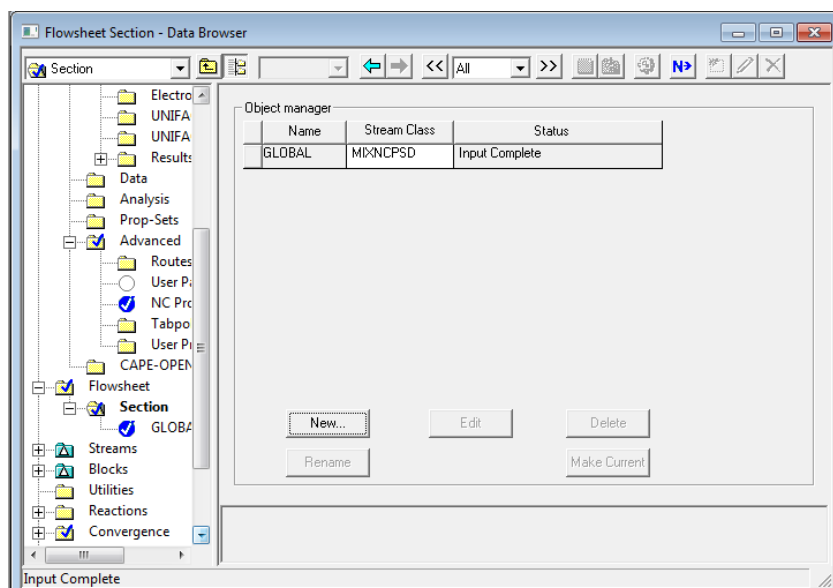 Flowsheet Section - Data Browser
Section
<<
All
>>
N>
Electro
UNIFA
UNIFA
Results
Data
Analysis
Prop-Sets
Advanced
Routes
User Pa
NC Pro
Tabpo
User Pr
CAPE-OPEN
Flowsheet
Section
GLOBA
Streams
Blocks
Utilities
Reactions
Convergence
Object manager
Name Stream Class Status
GLOBAL MIXNCPSD Input Complete
New... Edit Delete
Rename Make Current
Input Complete